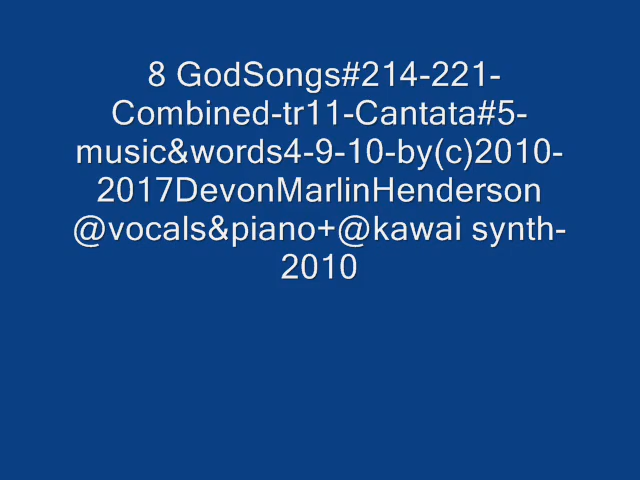 8 GodSongs#214-221-
Combined-tr11-Cantata#5-
music&words4-9-10-by(c)2010-
2017DevonMarlinHenderson
@vocals&piano+@kawai synth-
2010